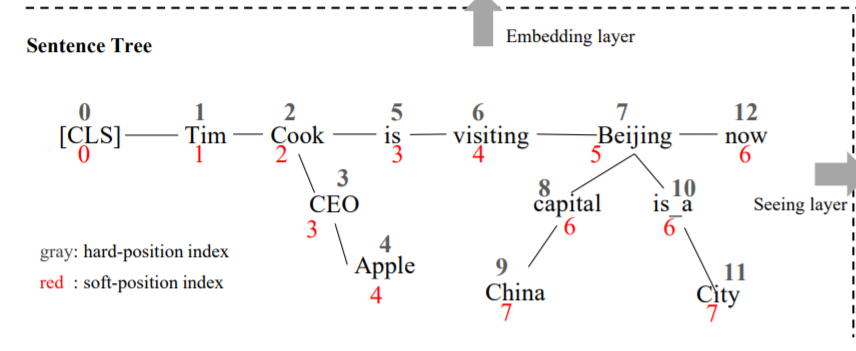 Embedding layer
Sentence Tree
0 1 2 5 6 7 12
[CLS] Tim Cook is visiting Beijing now
0 1 2 3 4 5 6
3 8 10
CEO capital is_a Seeing layer
3 6 6
gray: hard-position index
4
Apple
9 11
red : soft-position index
4
China City
7 7